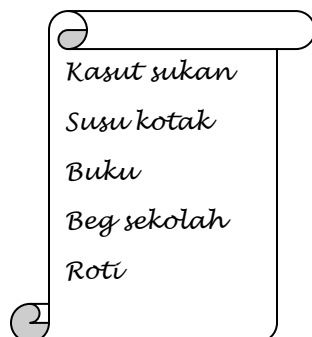 Kasut sukan
Susu kotak
Buku
Beg sekolah
Roti